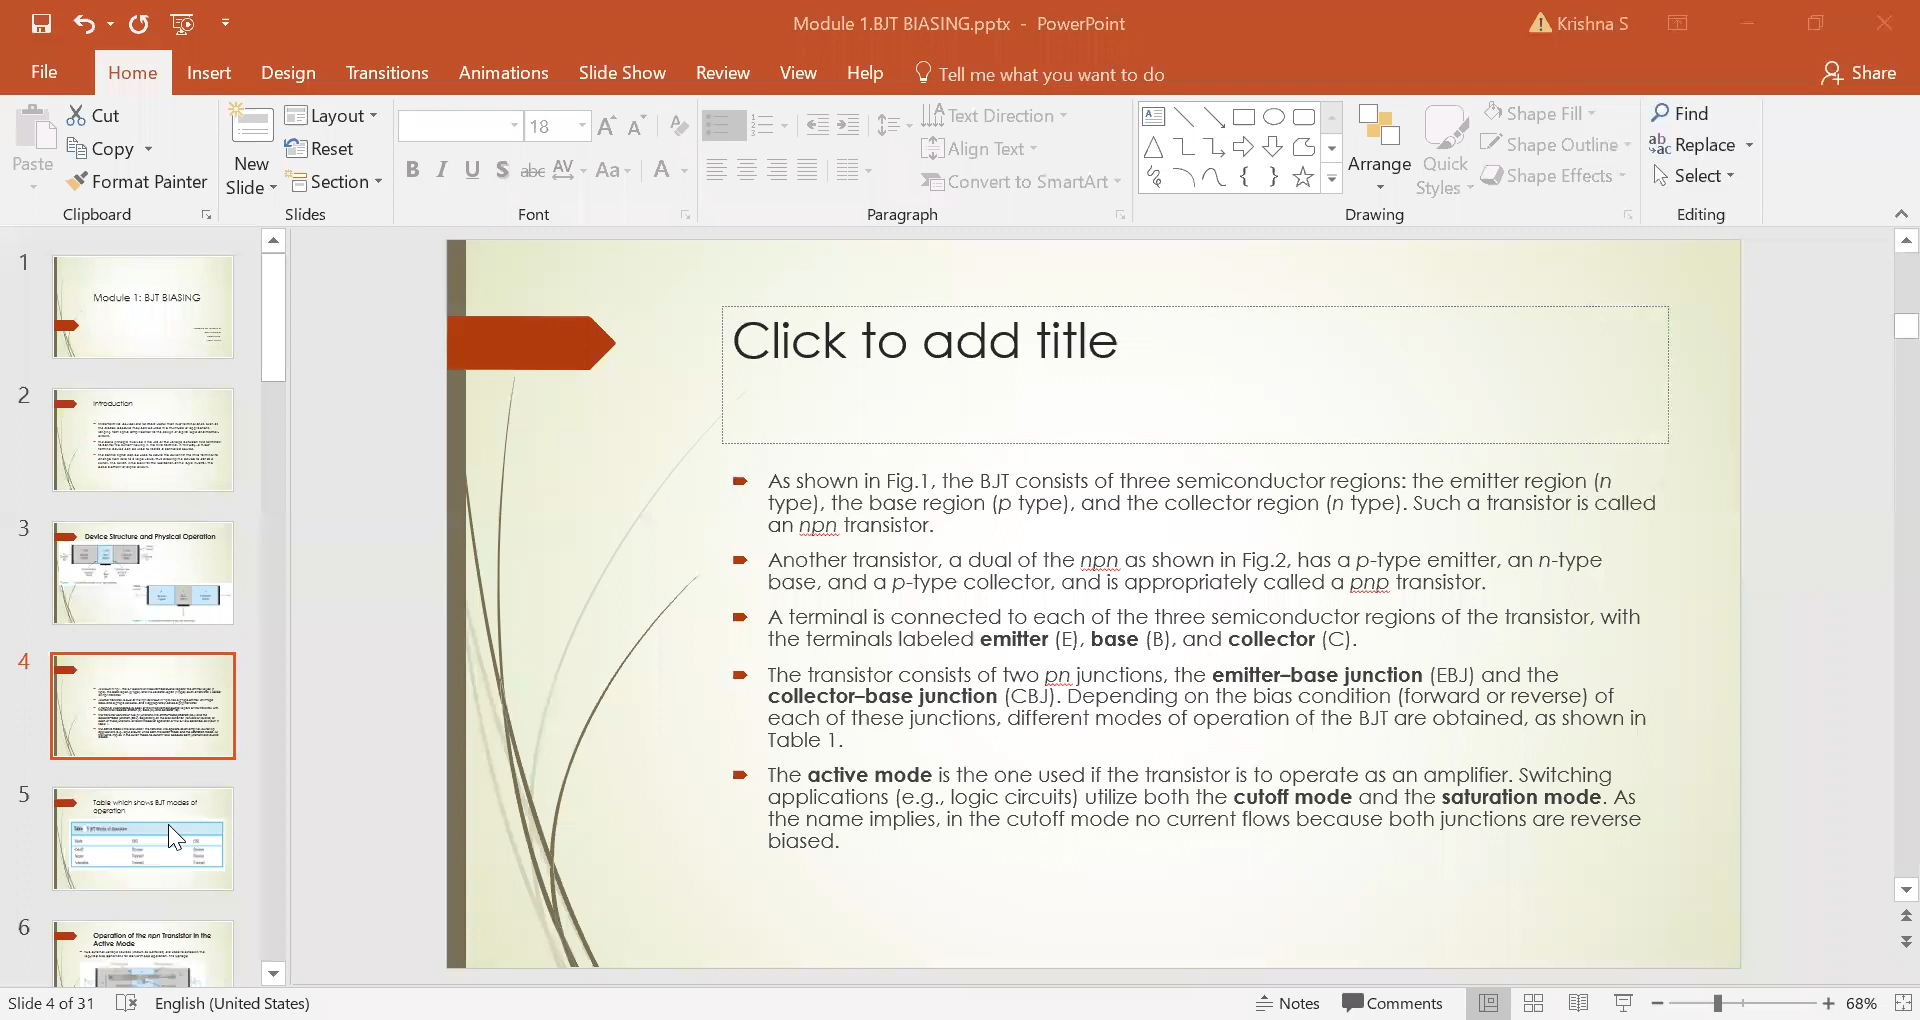 Module 1.BJT BIASING.pptx - PowerPoint
Krishna S
File Home Insert Design Transitions Animations Slide Show Review View Help Tell me what you want to do
Share
Paste
Cut
Copy
Format Painter
Clipboard
New
Slide
Layout
Reset
Section
Slides
18
B I U S abc AV Aa A
Font
Text Direction
Align Text
Convert to SmartArt
Paragraph
Arrange
Quick
Styles
Shape Fill
Shape Outline
Shape Effects
Drawing
Find
Replace
Select
Editing
1
Module 1: BJT BIASING
2
Introduction
3
Device Structure and Physical Operation
4
5
Table which shows BJT modes of
operation
6
Operation of the npn Transistor in the
Active Mode
Click to add title
As shown in Fig.1, the BJT consists of three semiconductor regions: the emitter region (n
type), the base region (p type), and the collector region (n type). Such a transistor is called
an npn transistor.
Another transistor, a dual of the npn as shown in Fig.2, has a p-type emitter, an n-type
base, and a p-type collector, and is appropriately called a pnp transistor.
A terminal is connected to each of the three semiconductor regions of the transistor, with
the terminals labeled emitter (E), base (B), and collector (C).
The transistor consists of two pn junctions, the emitter–base junction (EBJ) and the
collector–base junction (CBJ). Depending on the bias condition (forward or reverse) of
each of these junctions, different modes of operation of the BJT are obtained, as shown in
Table 1.
The active mode is the one used if the transistor is to operate as an amplifier. Switching
applications (e.g., logic circuits) utilize both the cutoff mode and the saturation mode. As
the name implies, in the cutoff mode no current flows because both junctions are reverse
biased.
Slide 4 of 31
English (United States)
Notes
Comments
68%